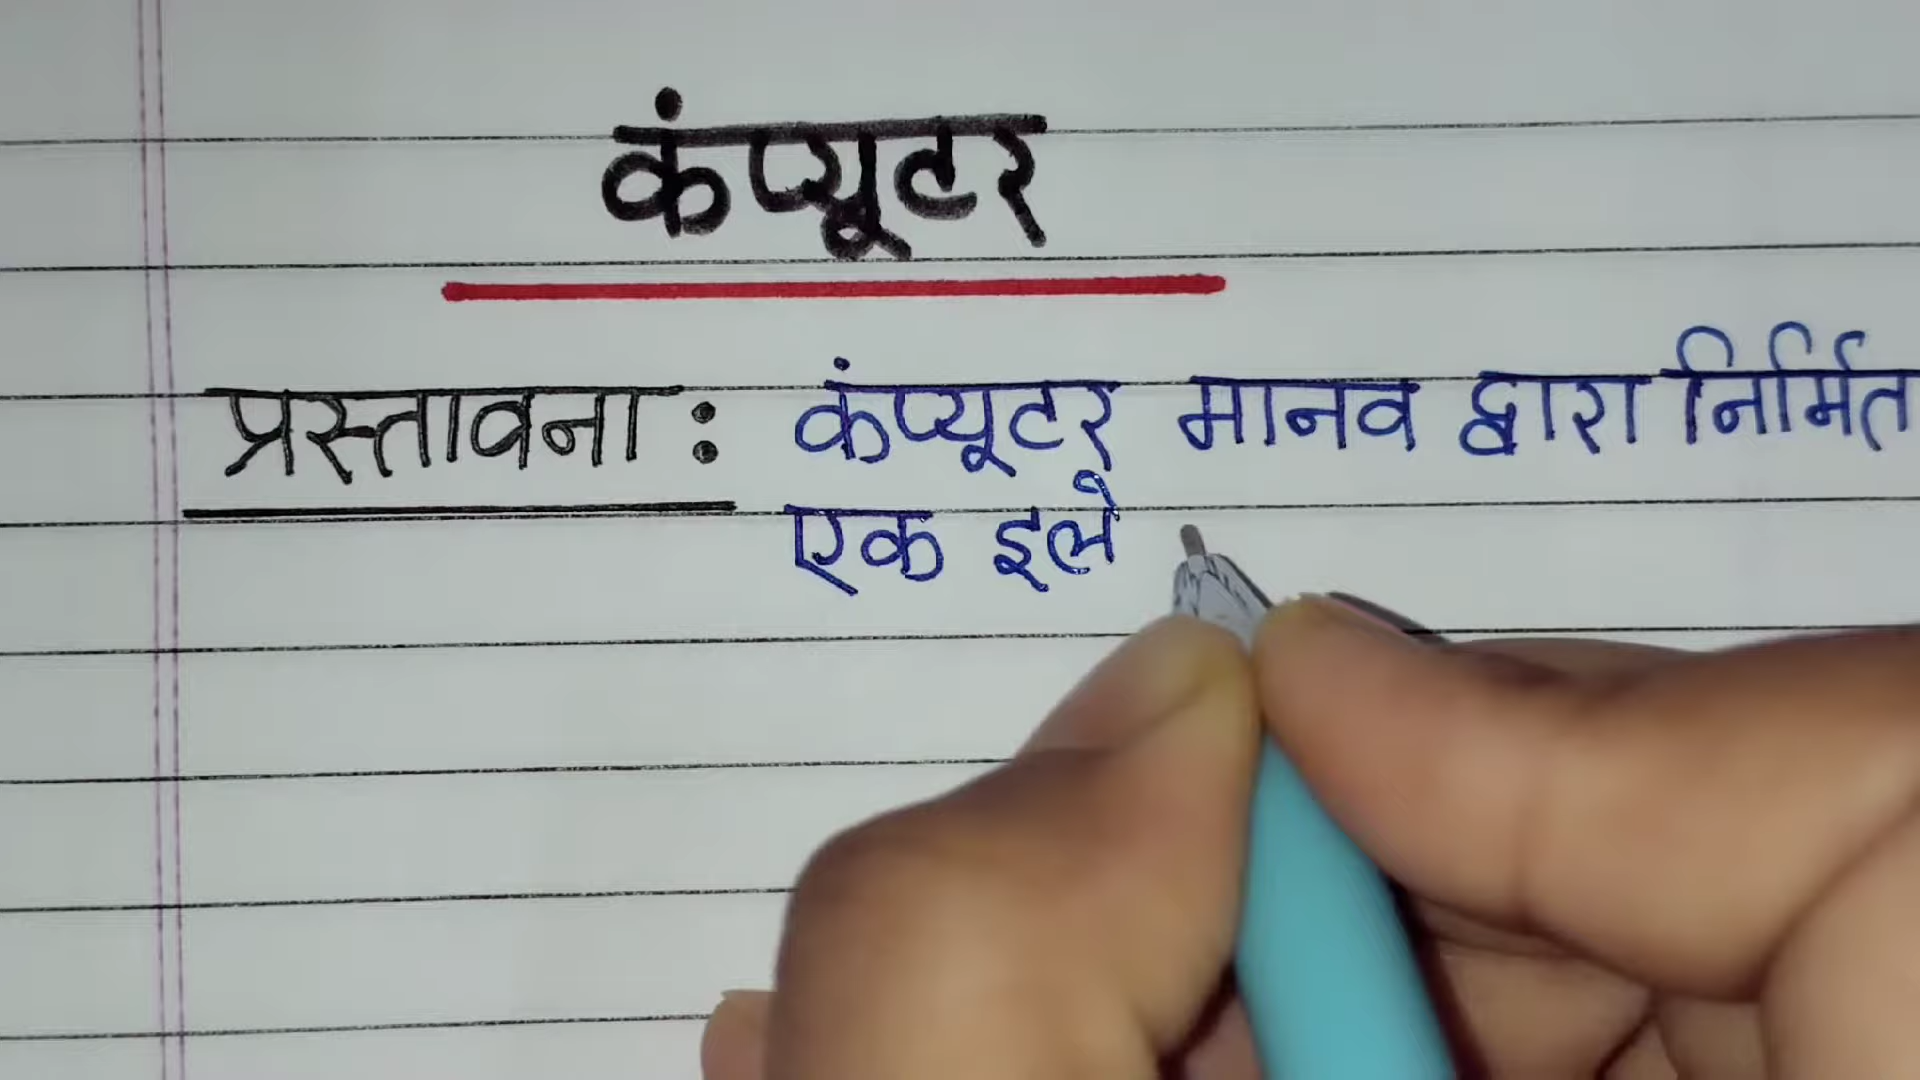 कंप्यूटर
प्रस्तावना : कंप्यूटर मानव द्वारा निर्मित
एक इले